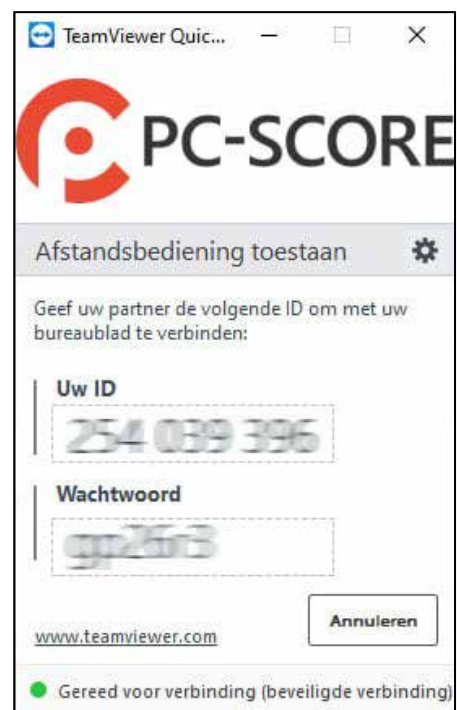 TeamViewer Quic...
PC-SCORE
Afstandsbediening toestaan
Geef uw partner de volgende ID om met uw
bureaublad te verbinden:
Uw ID
Wachtwoord
Annuleren
www.teamviewer.com
Gereed voor verbinding (beveiligde verbinding)